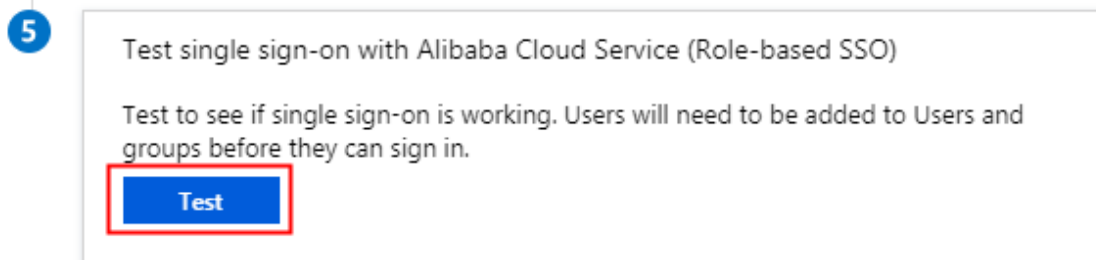 5
Test single sign-on with Alibaba Cloud Service (Role-based SSO)
Test to see if single sign-on is working. Users will need to be added to Users and
groups before they can sign in.
Test